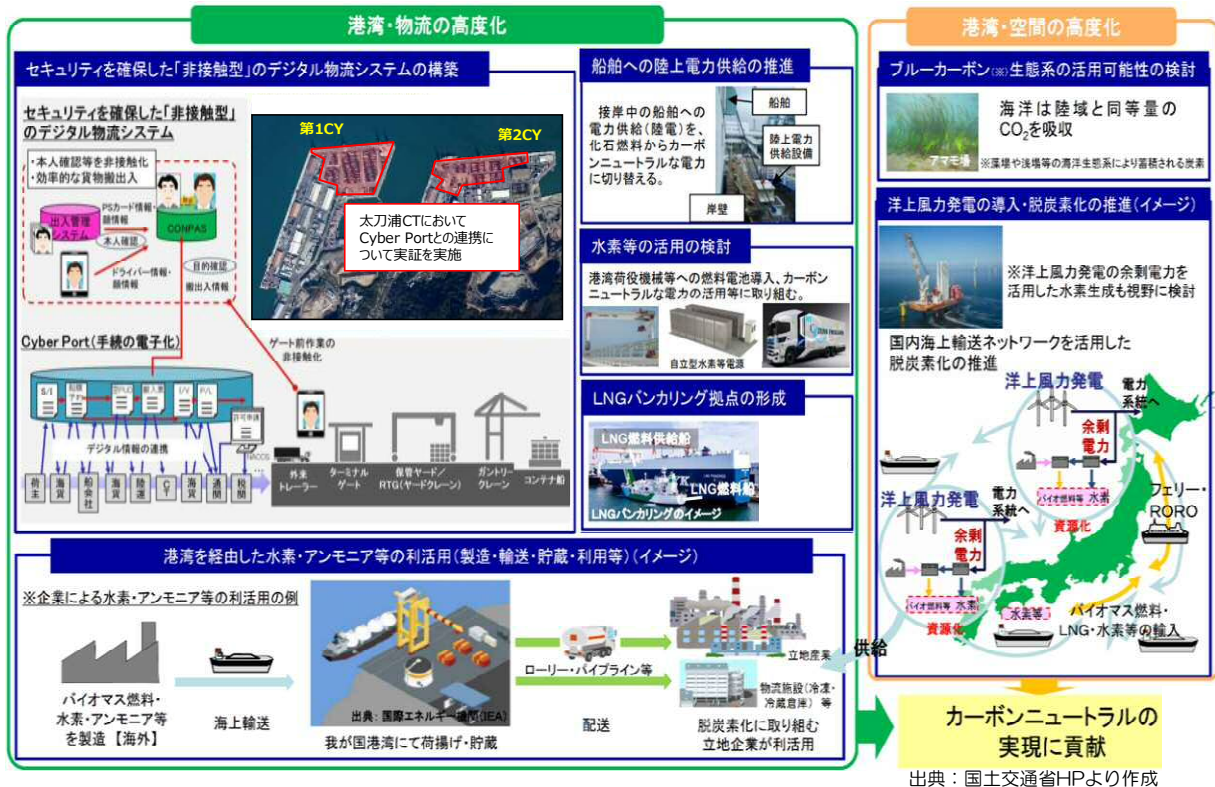 港湾・物流の高度化
セキュリティを確保した「非接触型」のデジタル物流システムの構築
セキュリティを確保した「非接触型」
のデジタル物流システム
・本人確認等を非接触化
・効率的な貨物搬出入
出入管理
システム
PSカード情報・
顔情報
本人確認
CONPAS
ドライバー情報・
顔情報
目的確認
搬出入情報
第1CY
第2CY
太刀浦CTにおいて
Cyber Portとの連携に
ついて実証を実施
Cyber Port(手続の電子化)
ゲート前作業の
非接触化
S/I
I/V
P/L
許可申請
NACCS
デジタル情報の連携
荷主
海貨
船会社
海貨
陸運
CT
海貨
通関
税関
…
外来
トレーラー
ターミナル
ゲート
保管ヤード/
RTG(ヤードクレーン)
ガントリー
クレーン
コンテナ船
船舶への陸上電力供給の推進
接岸中の船舶への
電力供給(陸電)を、
化石燃料からカーボ
ンニュートラルな電力
に切り替える。
船舶
陸上電力
供給設備
岸壁
水素等の活用の検討
港湾荷役機械等への燃料電池導入、カーボン
ニュートラルな電力の活用等に取り組む。
自立型水素等電源
LNGバンカリング拠点の形成
LNG燃料供給船
LNG燃料船
LNGバンカリングのイメージ
港湾を経由した水素・アンモニア等の利活用(製造・輸送・貯蔵・利用等)(イメージ)
※企業による水素・アンモニア等の利活用の例
バイオマス燃料・
水素・アンモニア等
を製造【海外】
海上輸送
出典:国際エネルギー機関(IEA)
我が国港湾にて荷揚げ・貯蔵
ローリー・パイプライン等
配送
立地産業
物流施設(冷凍・
冷蔵倉庫)等
脱炭素化に取り組む
立地企業が利活用
港湾・空間の高度化
ブルーカーボン(※)生態系の活用可能性の検討
アマモ場
海洋は陸域と同等量の
CO2を吸収
※藻場や浅場等の海洋生態系により蓄積される炭素
洋上風力発電の導入・脱炭素化の推進(イメージ)
※洋上風力発電の余剰電力を
活用した水素生成も視野に検討
国内海上輸送ネットワークを活用した
脱炭素化の推進
洋上風力発電
電力
系統へ
余剰
電力
バイオ燃料等 水素
資源化
洋上風力発電
電力
系統へ
余剰
電力
バイオ燃料等 水素
資源化
フェリー・
RORO
水素等
バイオマス燃料・
LNG・水素等の輸入
供給
カーボンニュートラルの
実現に貢献
出典:国土交通省HPより作成